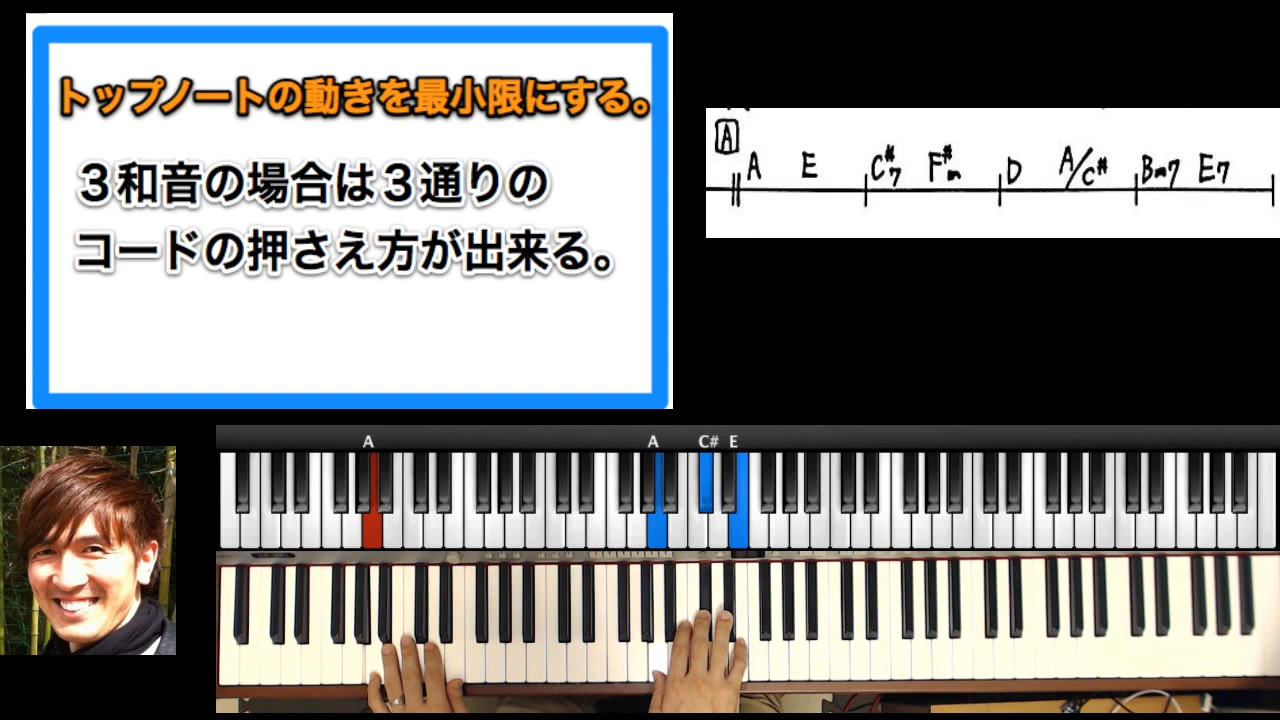 トップノートの動きを最小限にする。
３和音の場合は３通りの
コードの押さえ方が出来る。
A
A E C#7 F#m D A/C# Bm7 E7
A A C# E